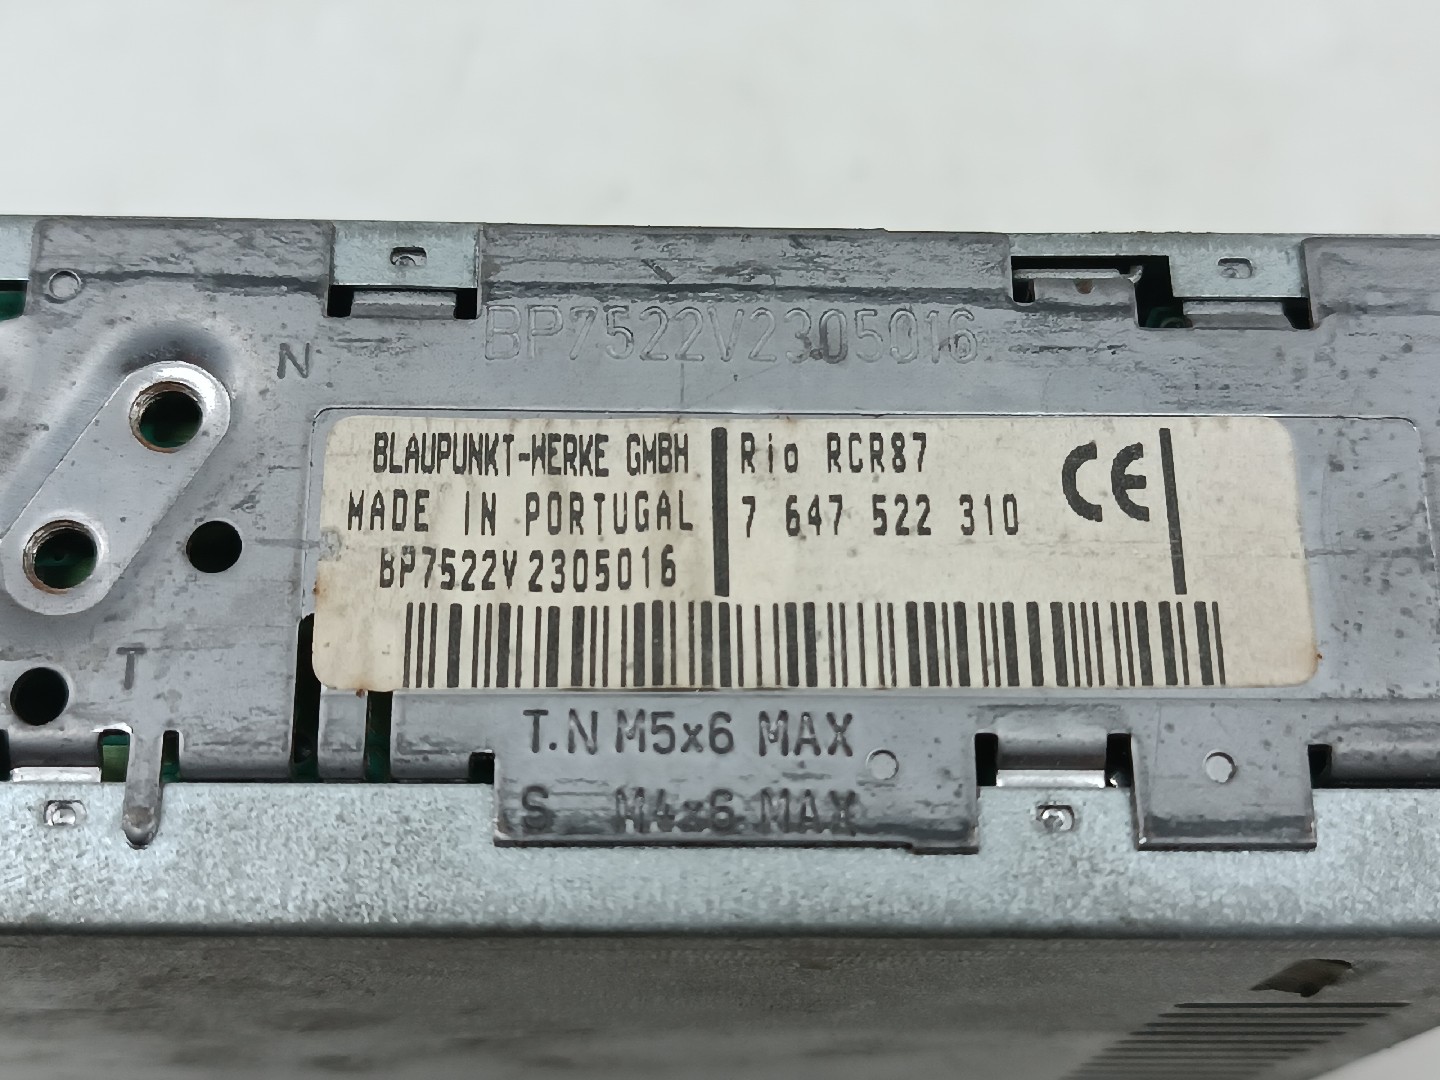 BP7522V2305016
N
BLAUPUNKT-WERKE GMBH
MADE IN PORTUGAL
BP7522V2305016
Rio RCR87
7 647 522 310
CE
T
T.N M5x6 MAX
S M4x6 MAX